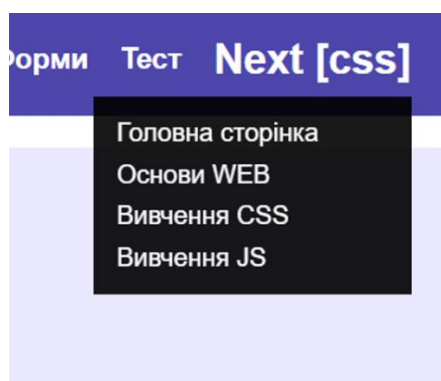 Тест Next [css]
Головна сторінка
Основи WEB
Вивчення CSS
Вивчення JS